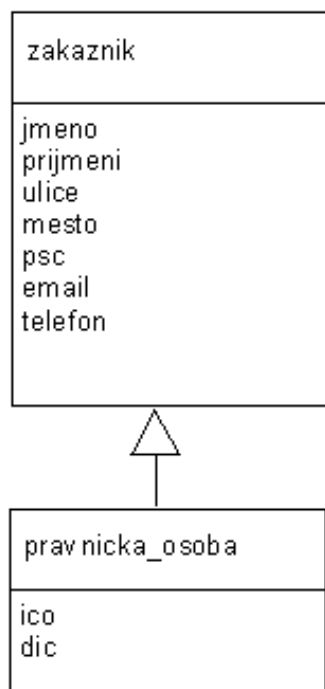 zakaznik
jmeno
prijmeni
ulice
mesto
psc
email
telefon
pravnicka_osoba
ico
dic